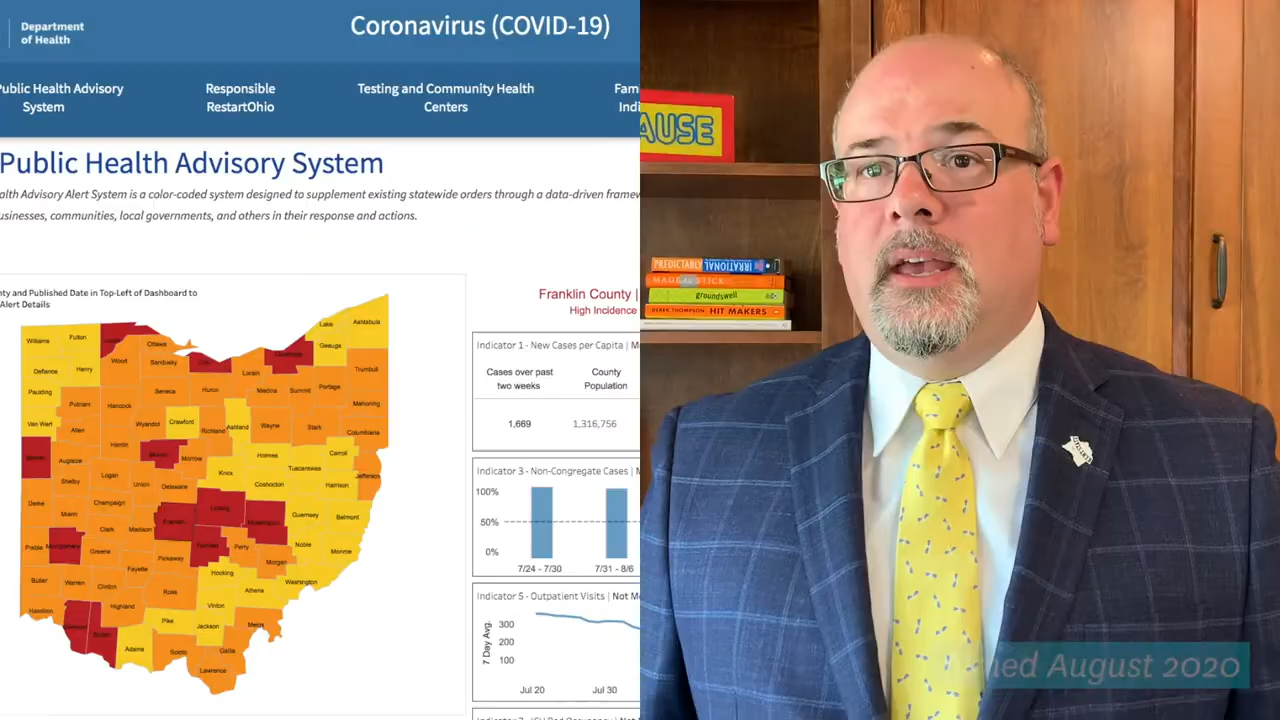 Department
of Health
Coronavirus (COVID-19)
Public Health Advisory
System
Responsible
RestartOhio
Testing and Community Health
Centers
Fam
Indi
Public Health Advisory System
alth Advisory Alert System is a color-coded system designed to supplement existing statewide orders through a data-driven framew
usinesses, communities, local governments, and others in their response and actions.
nty and Published Date in Top-Left of Dashboard to
Alert Details
Williams
Fulton
Wood
Ottawa
Lake
Ashtabula
Geauga
Defiance
Henry
Sandusky
Lorain
Trumbull
Paulding
Putnam
Hancock
Seneca
Huron
Medina
Summit
Portage
Mahoning
Van Wert
Allen
Wyandot
Crawford
Richland
Ashland
Wayne
Stark
Columbiana
Hardin
Marion
Morrow
Holmes
Carroll
Mercer
Auglaize
Logan
Union
Delaware
Knox
Tuscarawas
Coshocton
Harrison
Jefferson
Shelby
Darke
Miami
Champaign
Clark
Madison
Franklin
Licking
Muskingum
Guernsey
Belmont
Preble
Montgomery
Greene
Fayette
Pickaway
Fairfield
Perry
Morgan
Noble
Monroe
Butler
Warren
Clinton
Ross
Hocking
Athens
Washington
Hamilton
Highland
Vinton
Clermont
Brown
Adams
Pike
Jackson
Meigs
Scioto
Gallia
Lawrence
Franklin County |
High Incidence
Indicator 1 - New Cases per Capita | M
Cases over past
two weeks
County
Population
1,669
1,316,756
Indicator 3 - Non-Congregate Cases | M
100%
50%
0%
7/24 - 7/30
7/31 - 8/6
Indicator 5 - Outpatient Visits | Not M
7 Day Avg.
300
200
100
Jul 20
Jul 30
AUSE
PREDICTABLY IRRATIONAL
MADE to STICK
groundswell
DEREK THOMPSON HIT MAKERS
ned August 2020